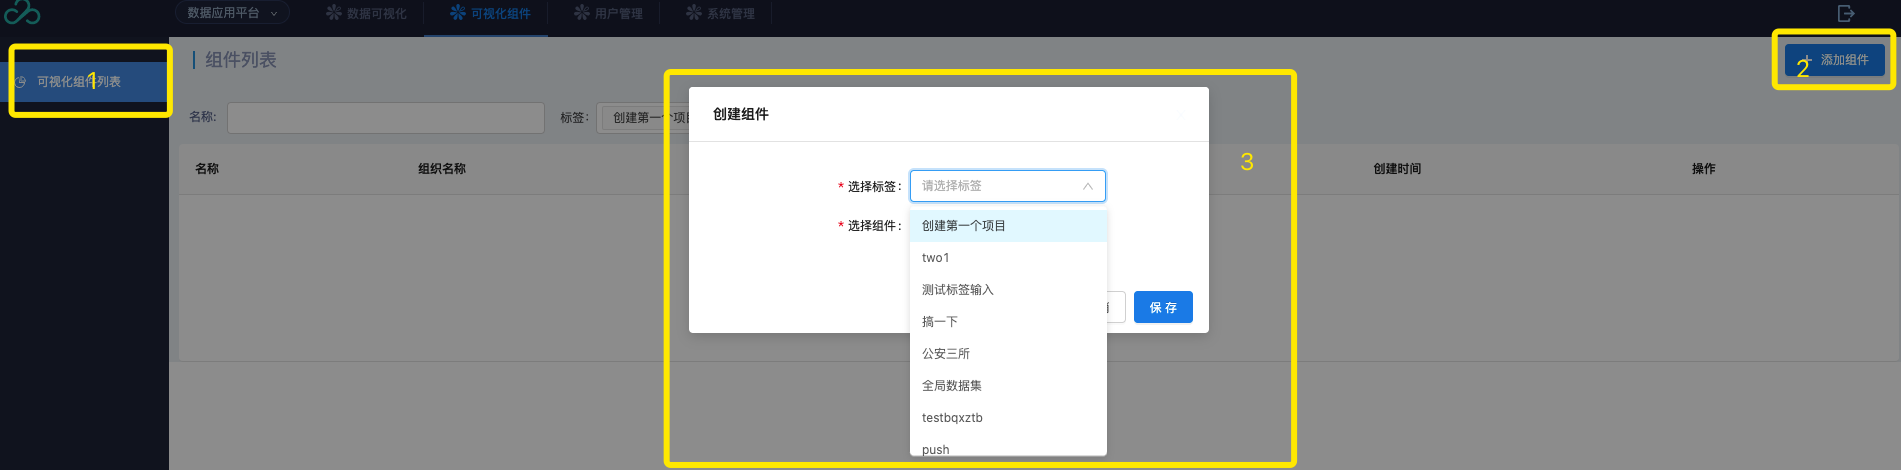 数据应用平台
数据可视化
可视化组件
用户管理
系统管理
1
可视化组件列表
组件列表
2
添加组件
名称:
标签:
创建第一个项
名称
组织名称
创建时间
操作
3
创建组件
* 选择标签:
请选择标签
* 选择组件:
创建第一个项目
two1
测试标签输入
搞一下
公安三所
全局数据集
testbqxztb
push
保 存